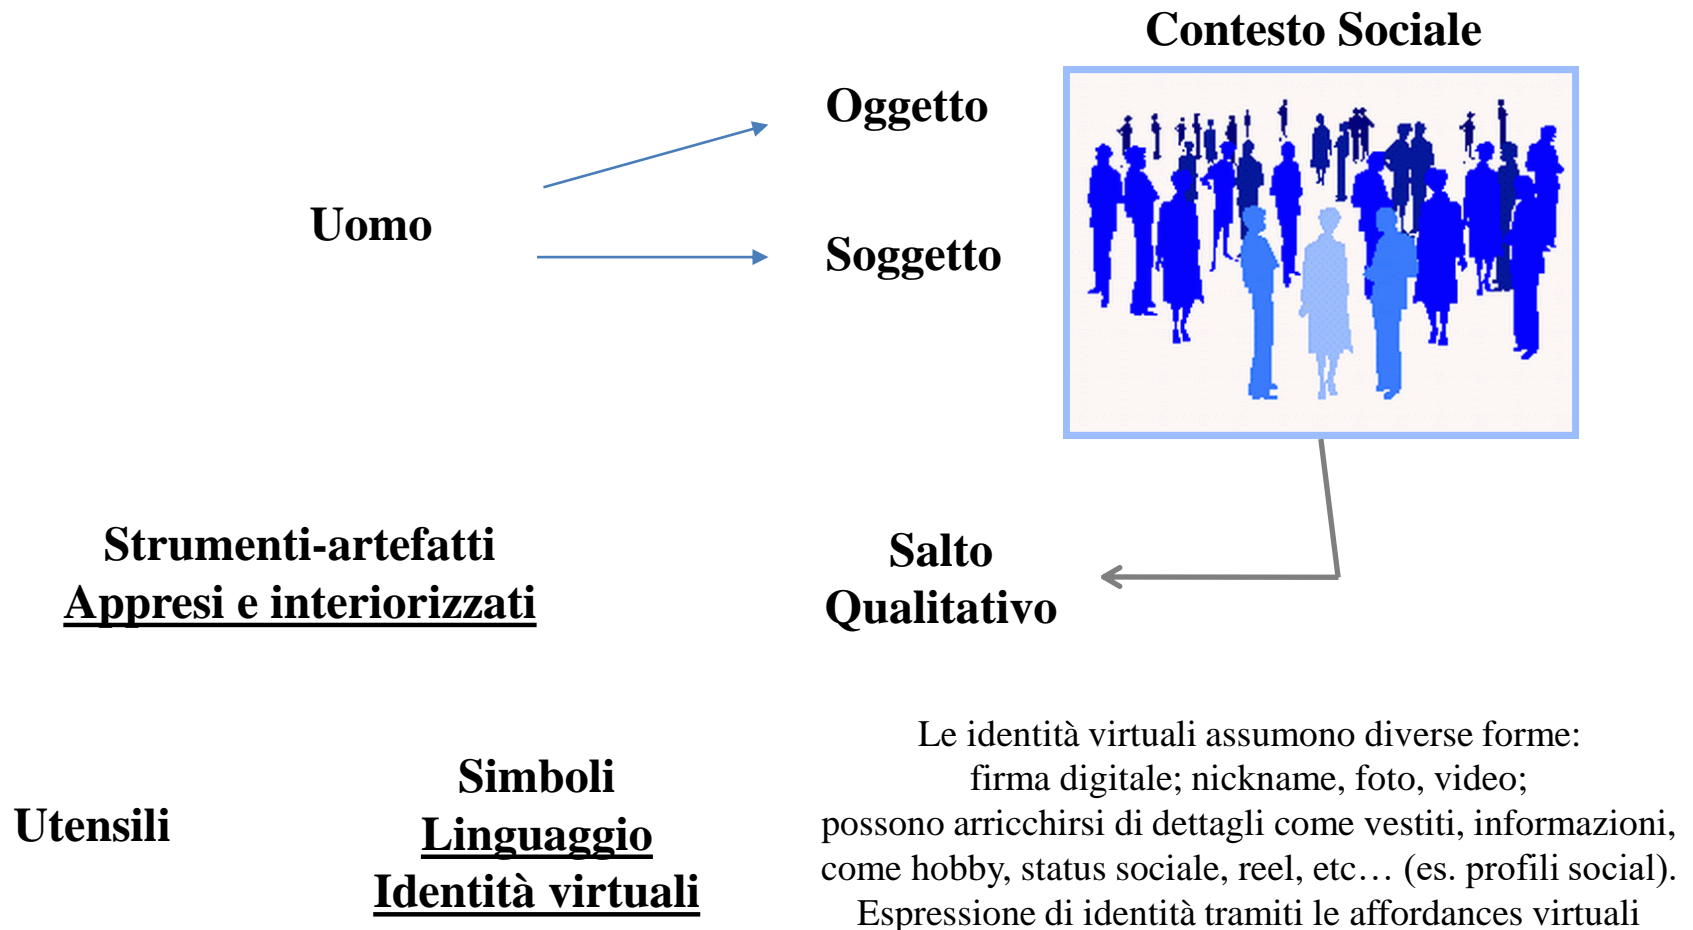 Contesto Sociale
Oggetto
Uomo
Soggetto
Strumenti-artefatti
Appresi e interiorizzati
Salto
Qualitativo
Utensili
Simboli
Linguaggio
Identità virtuali
Le identità virtuali assumono diverse forme:
firma digitale; nickname, foto, video;
possono arricchirsi di dettagli come vestiti, informazioni,
come hobby, status sociale, reel, etc… (es. profili social).
Espressione di identità tramiti le affordances virtuali